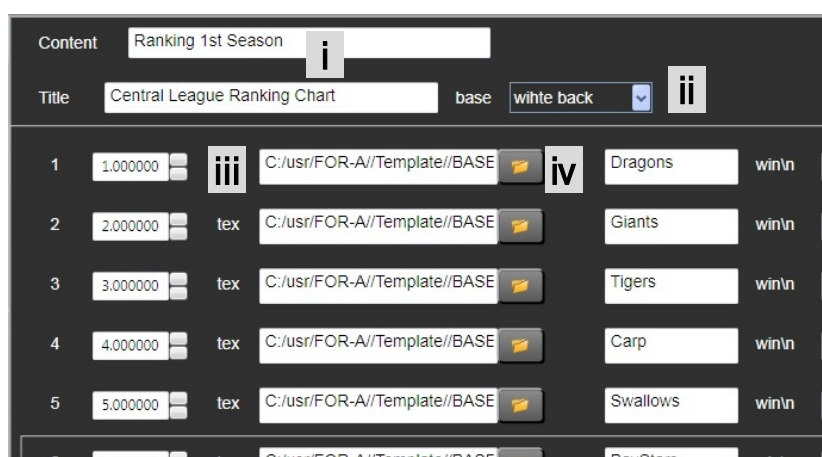 Content Ranking 1st Season i
Title Central League Ranking Chart base wihte back ii
1 1.000000 iii C:/usr/FOR-A//Template//BASE iv Dragons win\n
2 2.000000 tex C:/usr/FOR-A//Template//BASE Giants win\n
3 3.000000 tex C:/usr/FOR-A//Template//BASE Tigers win\n
4 4.000000 tex C:/usr/FOR-A//Template//BASE Carp win\n
5 5.000000 tex C:/usr/FOR-A//Template//BASE Swallows win\n